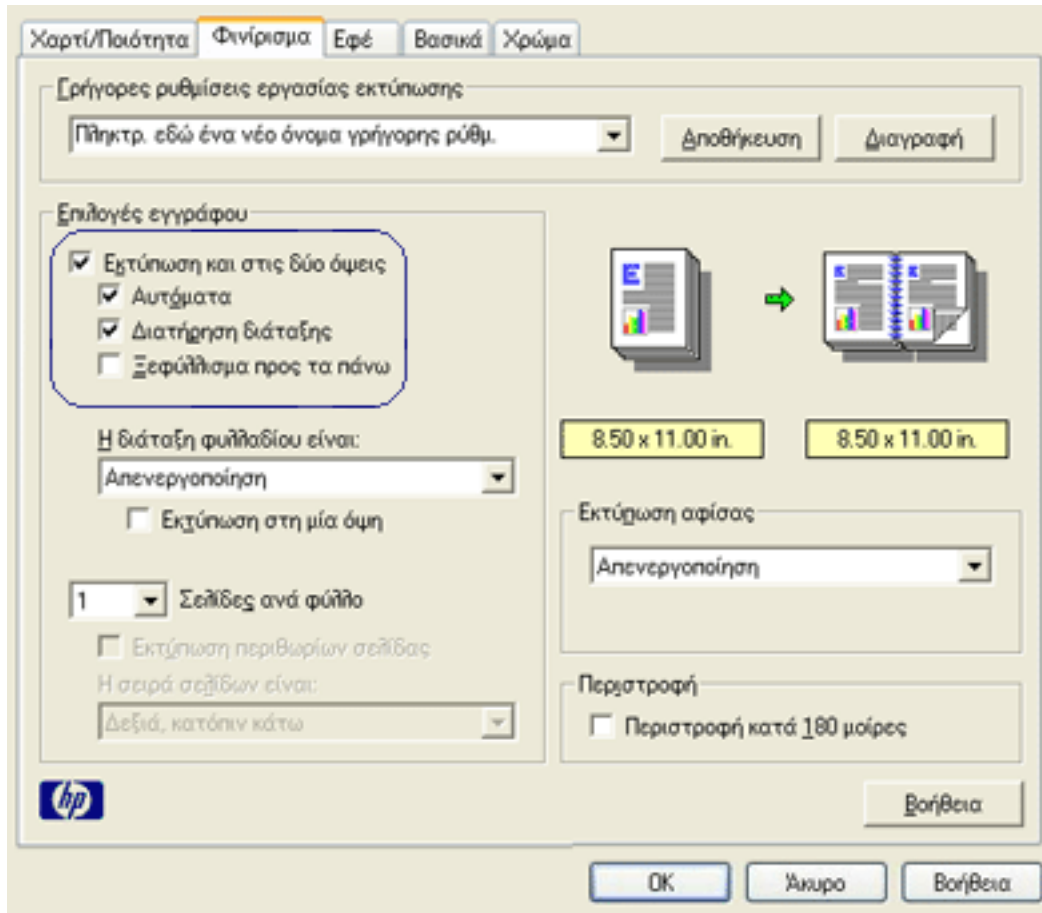 Χαρτί/Ποιότητα Φινίρισμα Εφέ Βασικά Χρώμα
Γρήγορες ρυθμίσεις εργασίας εκτύπωσης
Πληκτρ. εδώ ένα νέο όνομα γρήγορης ρύθμ. Αποθήκευση Διαγραφή
Επιλογές εγγράφου
Εκτύπωση και στις δύο όψεις
Αυτόματα
Διατήρηση διάταξης
Ξεφύλλισμα προς τα πάνω
Η διάταξη φυλλαδίου είναι:
Απενεργοποίηση
Εκτύπωση στη μία όψη
1 Σελίδες ανά φύλλο
Εκτύπωση περιθωρίων σελίδας
Η σειρά σελίδων είναι:
Δεξιά, κατόπιν κάτω
E E E
8.50 x 11.00 in. 8.50 x 11.00 in.
Εκτύπωση αφίσας
Απενεργοποίηση
Περιστροφή
Περιστροφή κατά 180 μοίρες
hp
Βοήθεια
OK Άκυρο Βοήθεια